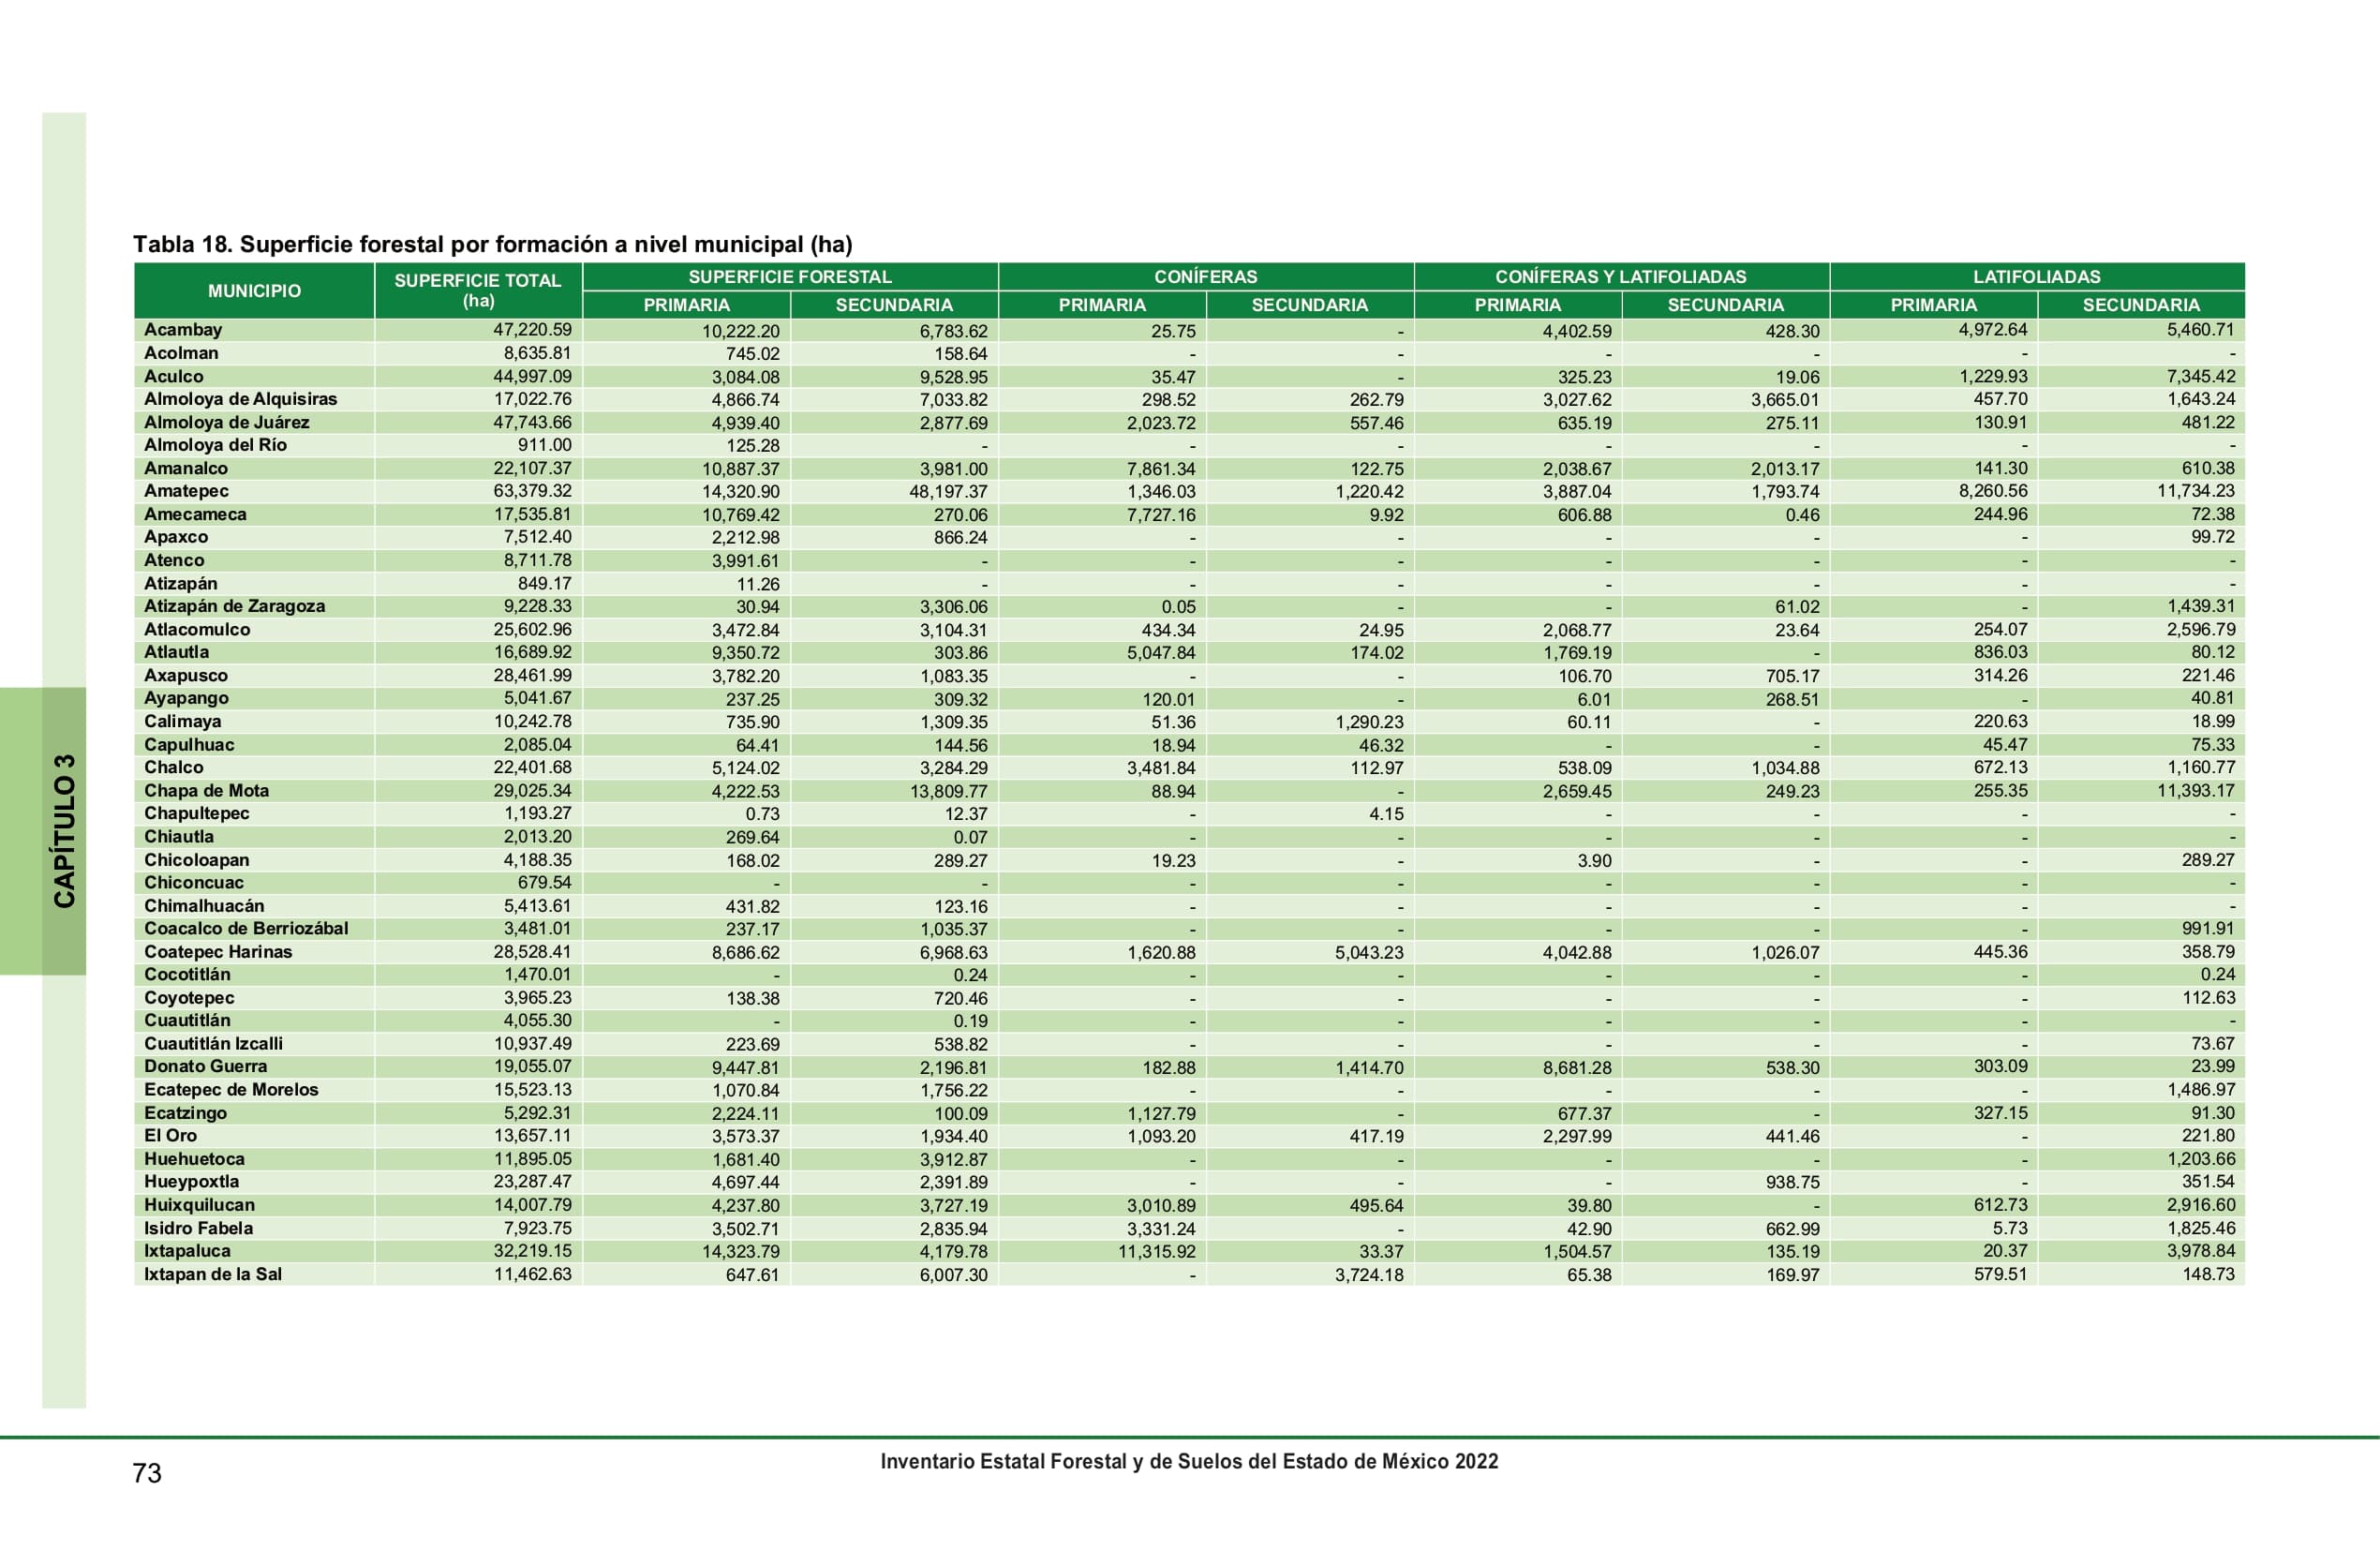 CAPÍTULO 3
Tabla 18. Superficie forestal por formación a nivel municipal (ha)
MUNICIPIO SUPERFICIE TOTAL (ha) SUPERFICIE FORESTAL CONÍFERAS CONÍFERAS Y LATIFOLIADAS LATIFOLIADAS
PRIMARIA SECUNDARIA PRIMARIA SECUNDARIA PRIMARIA SECUNDARIA PRIMARIA SECUNDARIA
Acambay 47,220.59 10,222.20 6,783.62 25.75 - 4,402.59 428.30 4,972.64 5,460.71
Acolman 8,635.81 745.02 158.64 - - - - - -
Aculco 44,997.09 3,084.08 9,528.95 35.47 - 325.23 19.06 1,229.93 7,345.42
Almoloya de Alquisiras 17,022.76 4,866.74 7,033.82 298.52 262.79 3,027.62 3,665.01 457.70 1,643.24
Almoloya de Juárez 47,743.66 4,939.40 2,877.69 2,023.72 557.46 635.19 275.11 130.91 481.22
Almoloya del Río 911.00 125.28 - - - - - - -
Amanalco 22,107.37 10,887.37 3,981.00 7,861.34 122.75 2,038.67 2,013.17 141.30 610.38
Amatepec 63,379.32 14,320.90 48,197.37 1,346.03 1,220.42 3,887.04 1,793.74 8,260.56 11,734.23
Amecameca 17,535.81 10,769.42 270.06 7,727.16 9.92 606.88 0.46 244.96 72.38
Apaxco 7,512.40 2,212.98 866.24 - - - - - 99.72
Atenco 8,711.78 3,991.61 - - - - - - -
Atizapán 849.17 11.26 - - - - - - -
Atizapán de Zaragoza 9,228.33 30.94 3,306.06 0.05 - - 61.02 - 1,439.31
Atlacomulco 25,602.96 3,472.84 3,104.31 434.34 24.95 2,068.77 23.64 254.07 2,596.79
Atlautla 16,689.92 9,350.72 303.86 5,047.84 174.02 1,769.19 - 836.03 80.12
Axapusco 28,461.99 3,782.20 1,083.35 - - 106.70 705.17 314.26 221.46
Ayapango 5,041.67 237.25 309.32 120.01 - 6.01 268.51 - 40.81
Calimaya 10,242.78 735.90 1,309.35 51.36 1,290.23 60.11 - 220.63 18.99
Capulhuac 2,085.04 64.41 144.56 18.94 46.32 - - 45.47 75.33
Chalco 22,401.68 5,124.02 3,284.29 3,481.84 112.97 538.09 1,034.88 672.13 1,160.77
Chapa de Mota 29,025.34 4,222.53 13,809.77 88.94 - 2,659.45 249.23 255.35 11,393.17
Chapultepec 1,193.27 0.73 12.37 - 4.15 - - - -
Chiautla 2,013.20 269.64 0.07 - - - - - -
Chicoloapan 4,188.35 168.02 289.27 19.23 - 3.90 - - 289.27
Chiconcuac 679.54 - - - - - - - -
Chimalhuacán 5,413.61 431.82 123.16 - - - - - -
Coacalco de Berriozábal 3,481.01 237.17 1,035.37 - - - - - 991.91
Coatepec Harinas 28,528.41 8,686.62 6,968.63 1,620.88 5,043.23 4,042.88 1,026.07 445.36 358.79
Cocotitlán 1,470.01 - 0.24 - - - - - 0.24
Coyotepec 3,965.23 138.38 720.46 - - - - - 112.63
Cuautitlán 4,055.30 - 0.19 - - - - - -
Cuautitlán Izcalli 10,937.49 223.69 538.82 - - - - - 73.67
Donato Guerra 19,055.07 9,447.81 2,196.81 182.88 1,414.70 8,681.28 538.30 303.09 23.99
Ecatepec de Morelos 15,523.13 1,070.84 1,756.22 - - - - - 1,486.97
Ecatzingo 5,292.31 2,224.11 100.09 1,127.79 - 677.37 - 327.15 91.30
El Oro 13,657.11 3,573.37 1,934.40 1,093.20 417.19 2,297.99 441.46 - 221.80
Huehuetoca 11,895.05 1,681.40 3,912.87 - - - - - 1,203.66
Hueypoxtla 23,287.47 4,697.44 2,391.89 - - - 938.75 - 351.54
Huixquilucan 14,007.79 4,237.80 3,727.19 3,010.89 495.64 39.80 - 612.73 2,916.60
Isidro Fabela 7,923.75 3,502.71 2,835.94 3,331.24 - 42.90 662.99 5.73 1,825.46
Ixtapaluca 32,219.15 14,323.79 4,179.78 11,315.92 33.37 1,504.57 135.19 20.37 3,978.84
Ixtapan de la Sal 11,462.63 647.61 6,007.30 - 3,724.18 65.38 169.97 579.51 148.73
73
Inventario Estatal Forestal y de Suelos del Estado de México 2022